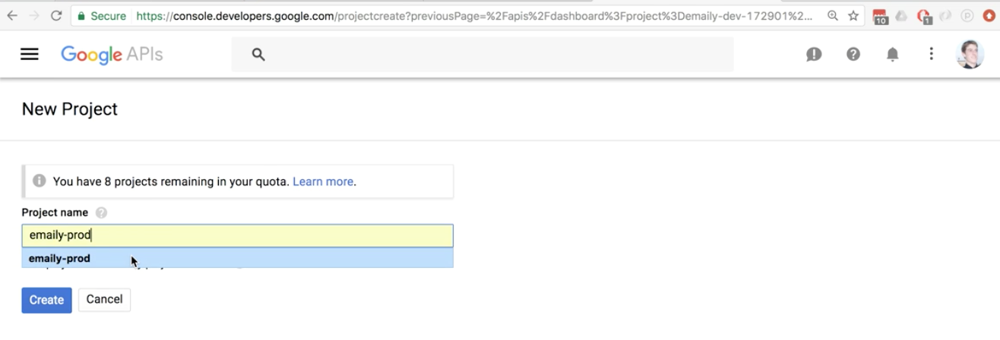 Secure https://console.developers.google.com/projectcreate?previousPage=%2Fapis%2Fdashboard%3Fproject%3Demaily-dev-172901%2...
10
1
Google APIs
New Project
You have 8 projects remaining in your quota. Learn more.
Project name
emaily-prod
emaily-prod
Create Cancel